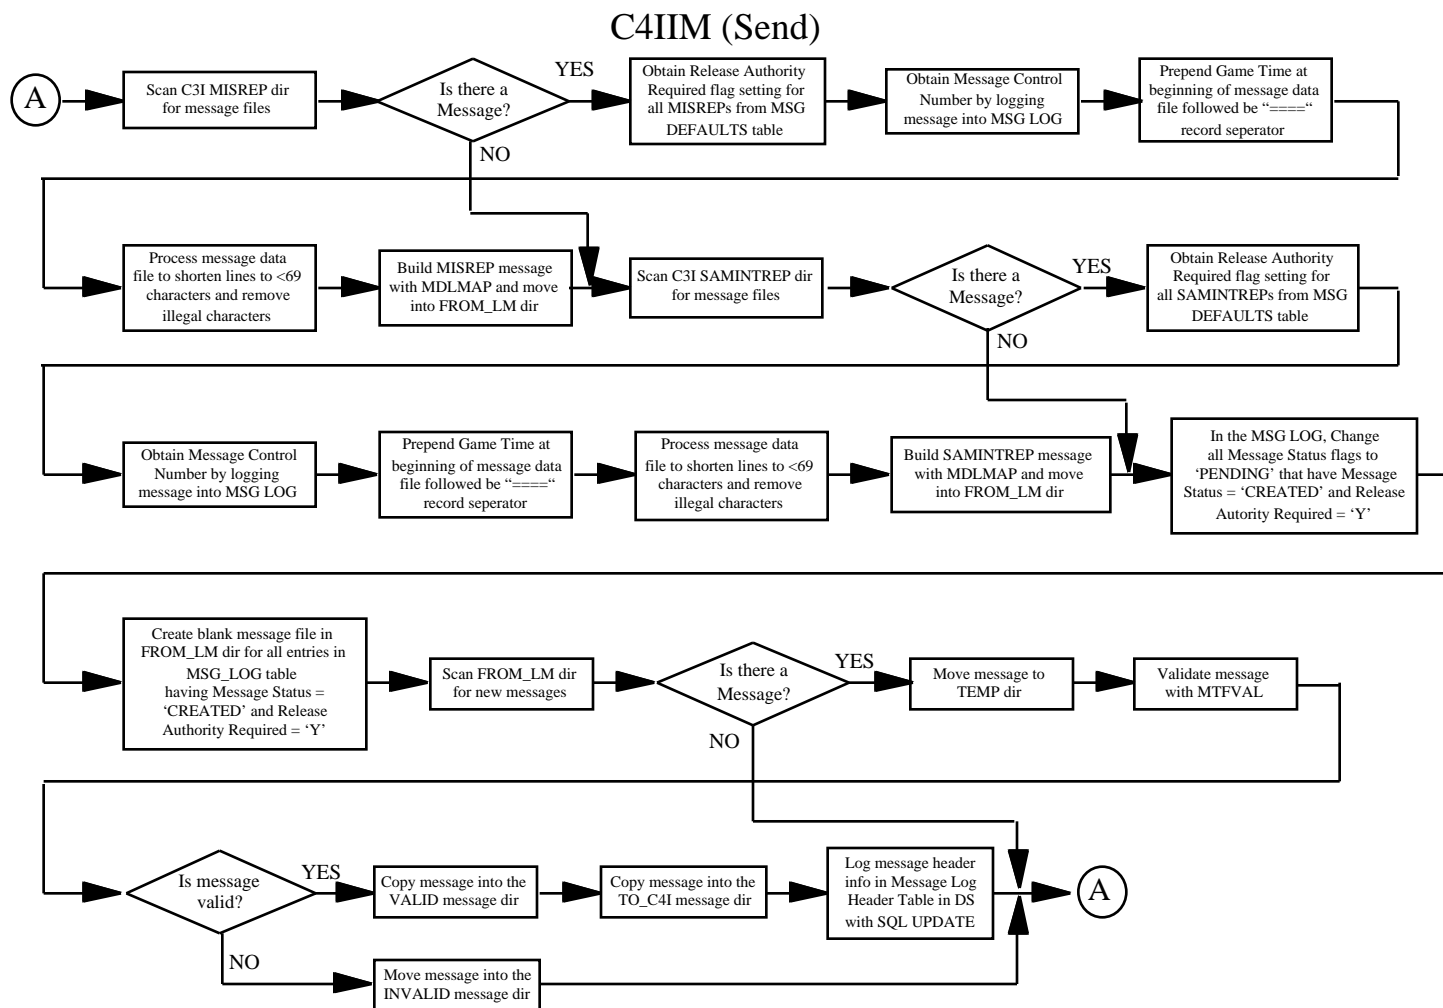 C4IIM (Send)
A
Scan C3I MISREP dir
for message files
Is there a
Message?
YES
NO
Obtain Release Authority
Required flag setting for
all MISREPs from MSG
DEFAULTS table
Obtain Message Control
Number by logging
message into MSG LOG
Prepend Game Time at
beginning of message data
file followed be “====“
record seperator
Process message data
file to shorten lines to <69
characters and remove
illegal characters
Build MISREP message
with MDLMAP and move
into FROM_LM dir
Scan C3I SAMINTREP dir
for message files
Is there a
Message?
YES
NO
Obtain Release Authority
Required flag setting for
all SAMINTREPs from MSG
DEFAULTS table
Obtain Message Control
Number by logging
message into MSG LOG
Prepend Game Time at
beginning of message data
file followed be “====“
record seperator
Process message data
file to shorten lines to <69
characters and remove
illegal characters
Build SAMINTREP message
with MDLMAP and move
into FROM_LM dir
In the MSG LOG, Change
all Message Status flags to
‘PENDING’ that have Message
Status = ‘CREATED’ and Release
Autority Required = ‘Y’
Create blank message file in
FROM_LM dir for all entries in
MSG_LOG table
having Message Status =
‘CREATED’ and Release
Authority Required = ‘Y’
Scan FROM_LM dir
for new messages
Is there a
Message?
YES
NO
Move message to
TEMP dir
Validate message
with MTFVAL
Is message
valid?
YES
NO
Copy message into the
VALID message dir
Copy message into the
TO_C4I message dir
Log message header
info in Message Log
Header Table in DS
with SQL UPDATE
A
Move message into the
INVALID message dir